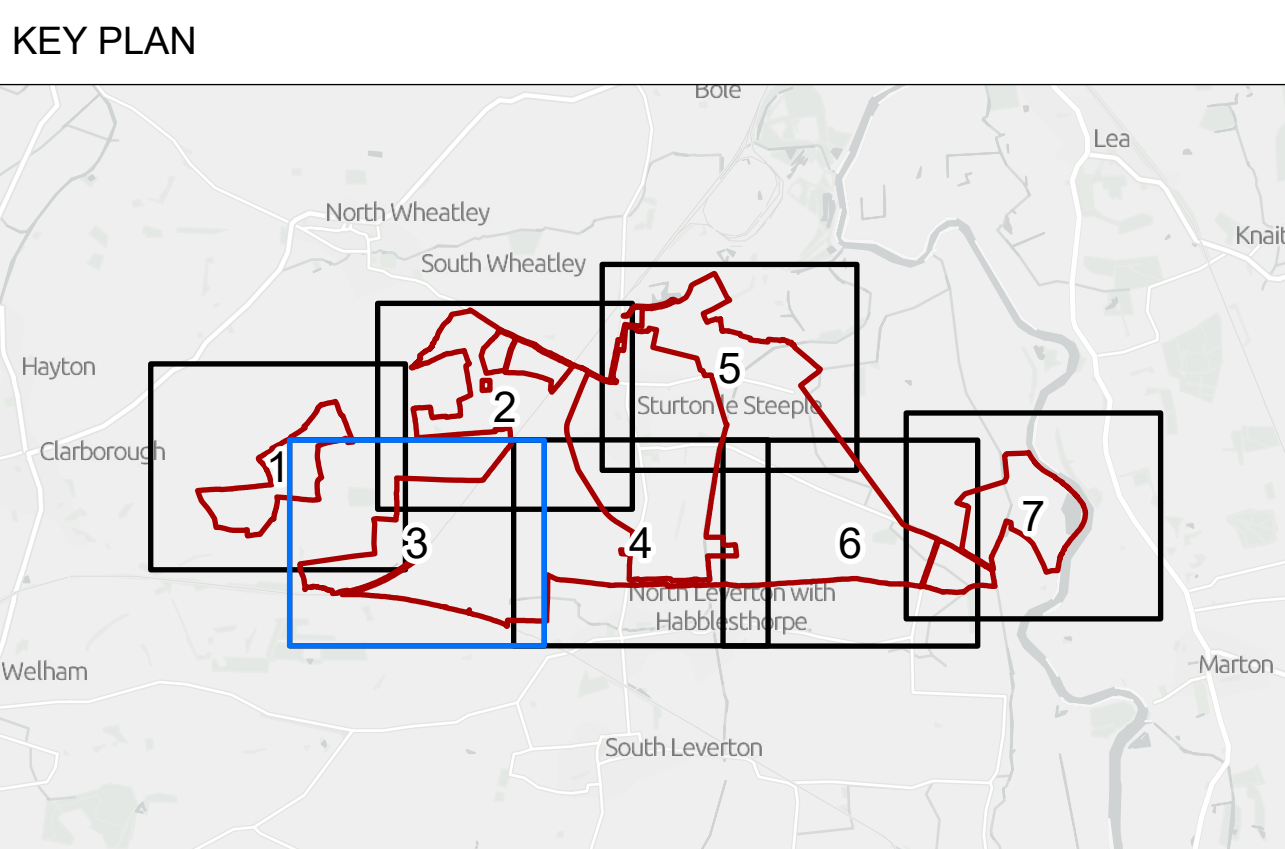 KEY PLAN
Bole
Lea
North Wheatley
Knait
South Wheatley
Hayton
5
2
Sturton le Steeple
Clarborough
1
7
3
4
6
North Leverton with
Habblesthorpe
Welham
Marton
South Leverton